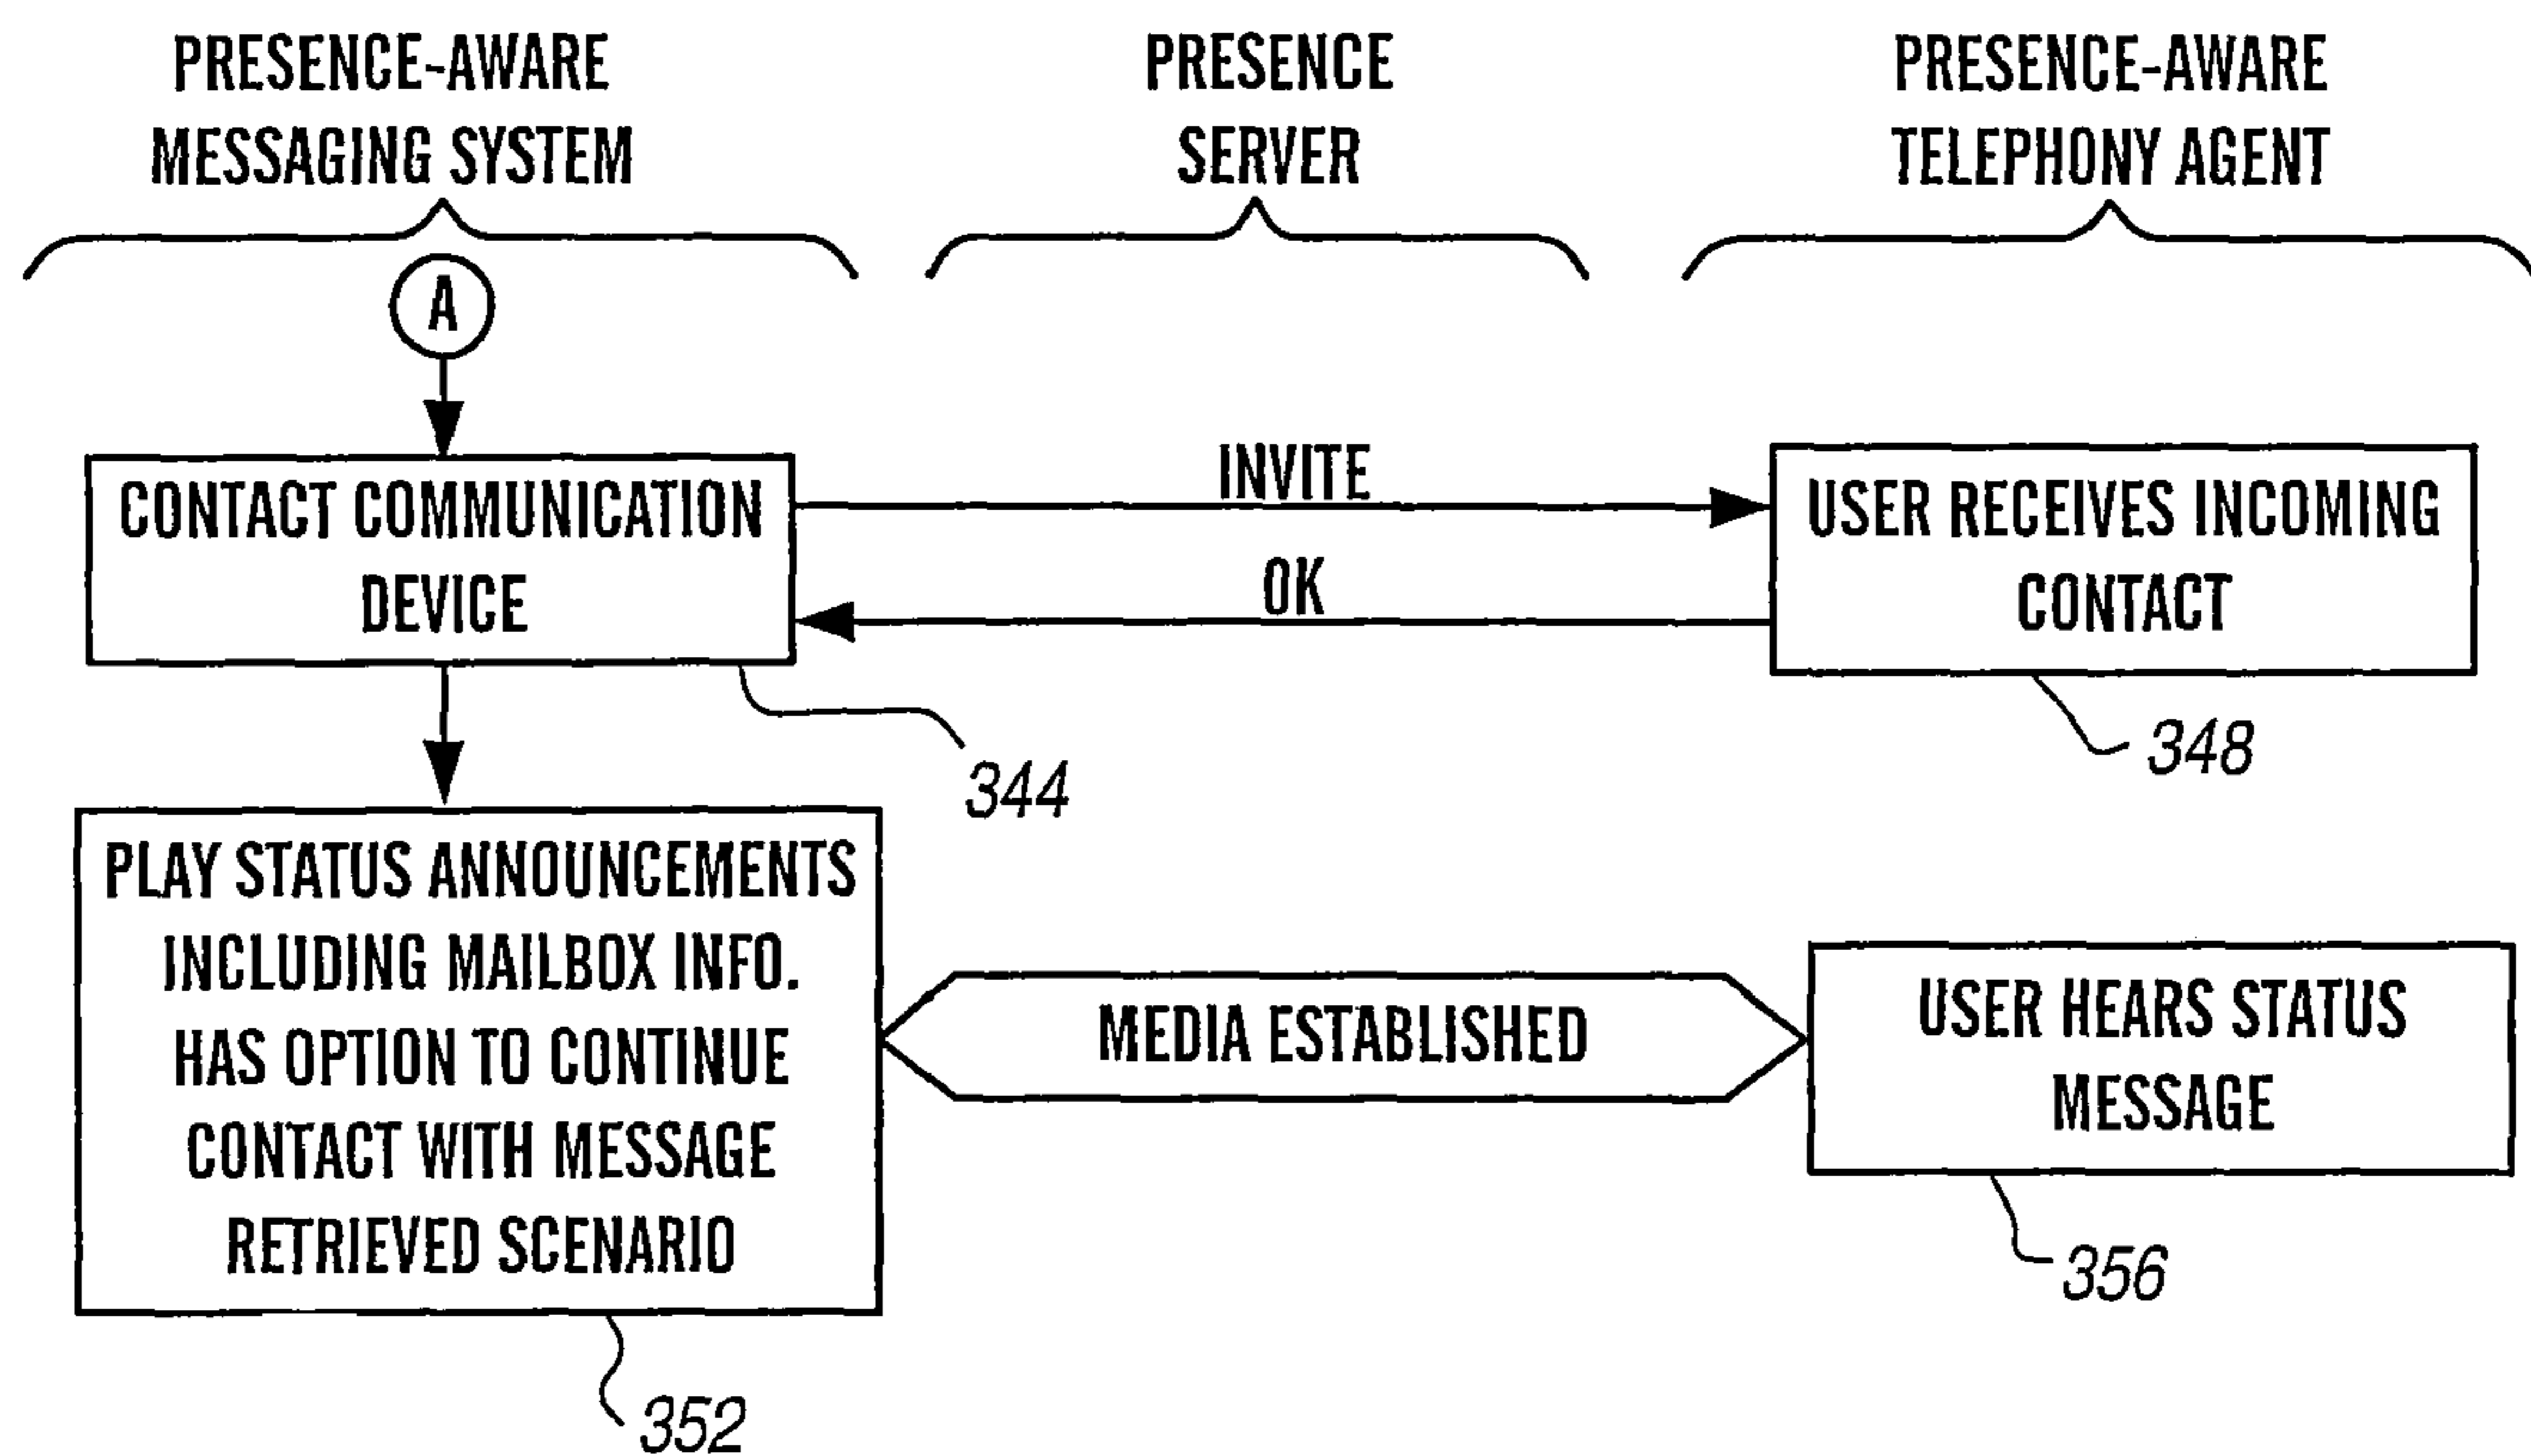 PRESENCE-AWARE
MESSAGING SYSTEM
PRESENCE
SERVER
PRESENCE-AWARE
TELEPHONY AGENT
A
CONTACT COMMUNICATION
DEVICE
344
INVITE
OK
USER RECEIVES INCOMING
CONTACT
348
PLAY STATUS ANNOUNCEMENTS
INCLUDING MAILBOX INFO.
HAS OPTION TO CONTINUE
CONTACT WITH MESSAGE
RETRIEVED SCENARIO
352
MEDIA ESTABLISHED
USER HEARS STATUS
MESSAGE
356